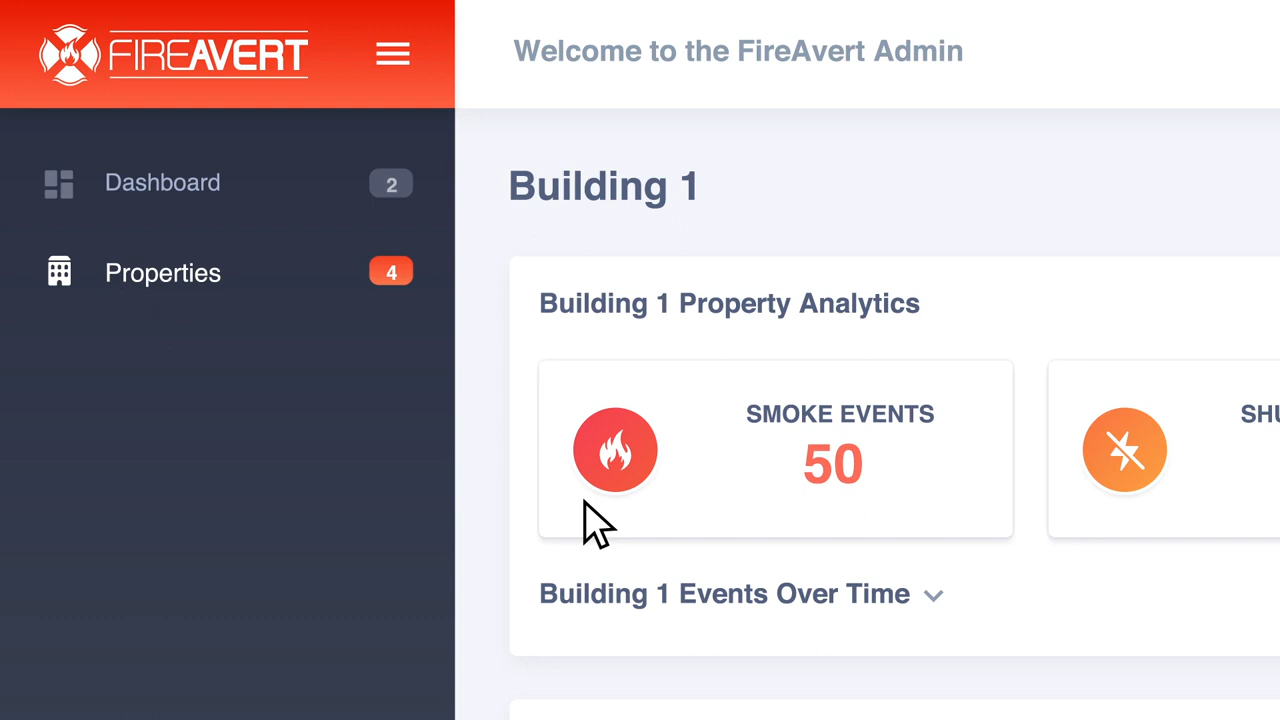 FIREAVERT
Welcome to the FireAvert Admin
Dashboard 2
Properties 4
Building 1
Building 1 Property Analytics
SMOKE EVENTS
50
SHU
Building 1 Events Over Time